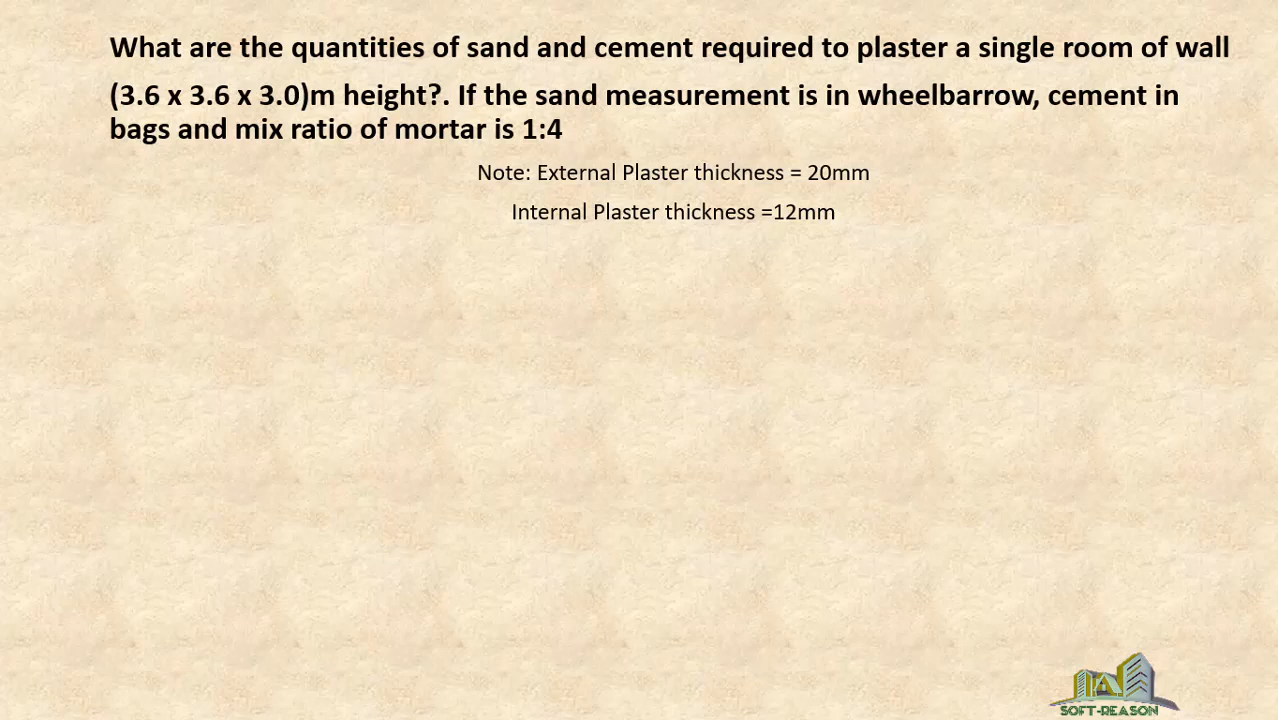 What are the quantities of sand and cement required to plaster a single room of wall
(3.6 x 3.6 x 3.0)m height?. If the sand measurement is in wheelbarrow, cement in
bags and mix ratio of mortar is 1:4
Note: External Plaster thickness = 20mm
Internal Plaster thickness =12mm
SOFT-REASON